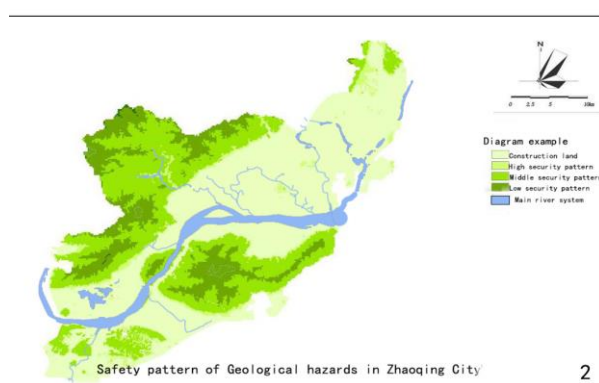 N
0 2.5 5 10km
Diagram example
Construction land
High security pattern
Middle security pattern
Low security pattern
Main river system
Safety pattern of Geological hazards in Zhaoqing City
2